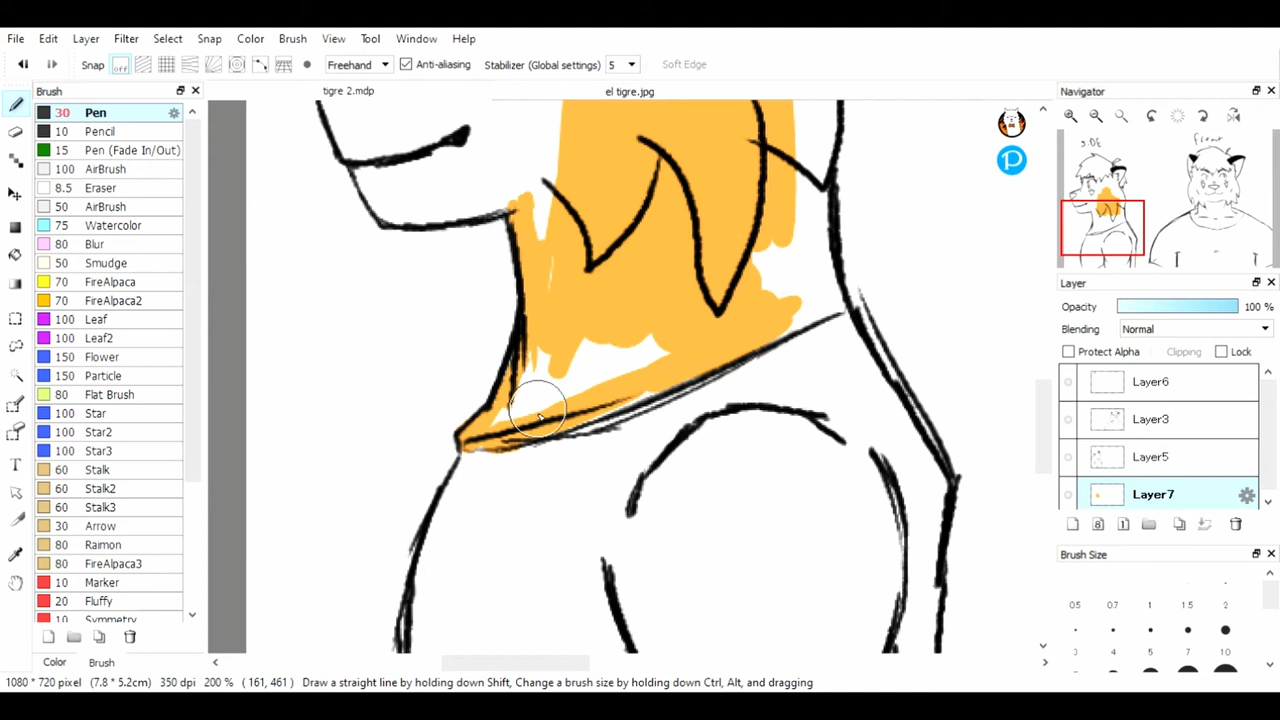 File Edit Layer Filter Select Snap Color Brush View Tool Window Help
Snap off Freehand Anti-aliasing Stabilizer (Global settings) 5 Soft Edge
Brush
tigre 2.mdp
el tigre.jpg
Navigator
30 Pen
10 Pencil
15 Pen (Fade In/Out)
100 AirBrush
8.5 Eraser
50 AirBrush
75 Watercolor
80 Blur
50 Smudge
70 FireAlpaca
70 FireAlpaca2
100 Leaf
100 Leaf2
150 Flower
150 Particle
80 Flat Brush
100 Star
100 Star2
100 Star3
60 Stalk
60 Stalk2
60 Stalk3
30 Arrow
80 Raimon
80 FireAlpaca3
10 Marker
20 Fluffy
10 Symmetry
Color Brush
SIDE
Front
Layer
Opacity 100 %
Blending Normal
Protect Alpha Clipping Lock
Layer6
Layer3
Layer5
Layer7
8 1
Brush Size
0.5 0.7 1 1.5 2
3 4 5 7 10
1080 * 720 pixel (7.8 * 5.2cm) 350 dpi 200 % ( 161, 461) Draw a straight line by holding down Shift, Change a brush size by holding down Ctrl, Alt, and dragging